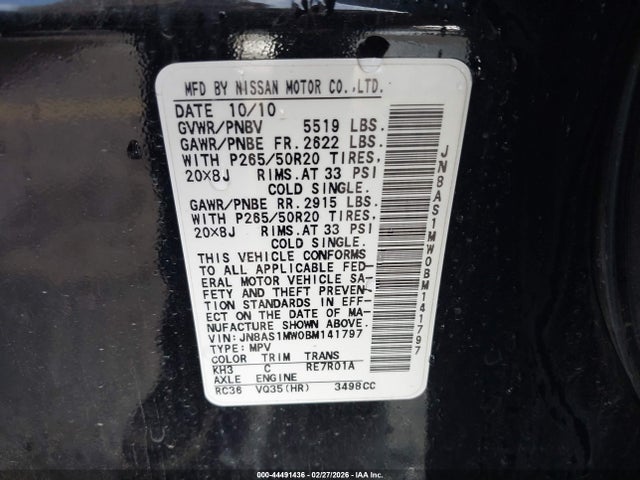 MFD BY NISSAN MOTOR CO.,LTD.
DATE 10/10
GVWR/PNBV 5519 LBS.
GAWR/PNBE FR. 2622 LBS.
WITH P265/50R20 TIRES,
20X8J RIMS.AT 33 PSI
COLD SINGLE.
GAWR/PNBE RR. 2915 LBS.
WITH P265/50R20 TIRES,
20X8J RIMS.AT 33 PSI
COLD SINGLE.
THIS VEHICLE CONFORMS
TO ALL APPLICABLE FED-
ERAL MOTOR VEHICLE SA-
FETY AND THEFT PREVEN-
TION STANDARDS IN EFF-
ECT ON THE DATE OF MA-
NUFACTURE SHOWN ABOVE.
VIN: JN8AS1MW0BM141797
TYPE: MPV
COLOR TRIM TRANS
KH3 C RE7R01A
AXLE ENGINE
RC36 VQ35(HR) 3498CC
JN8AS1MW0BM141797
000-44491436 - 02/27/2026 - IAA Inc.